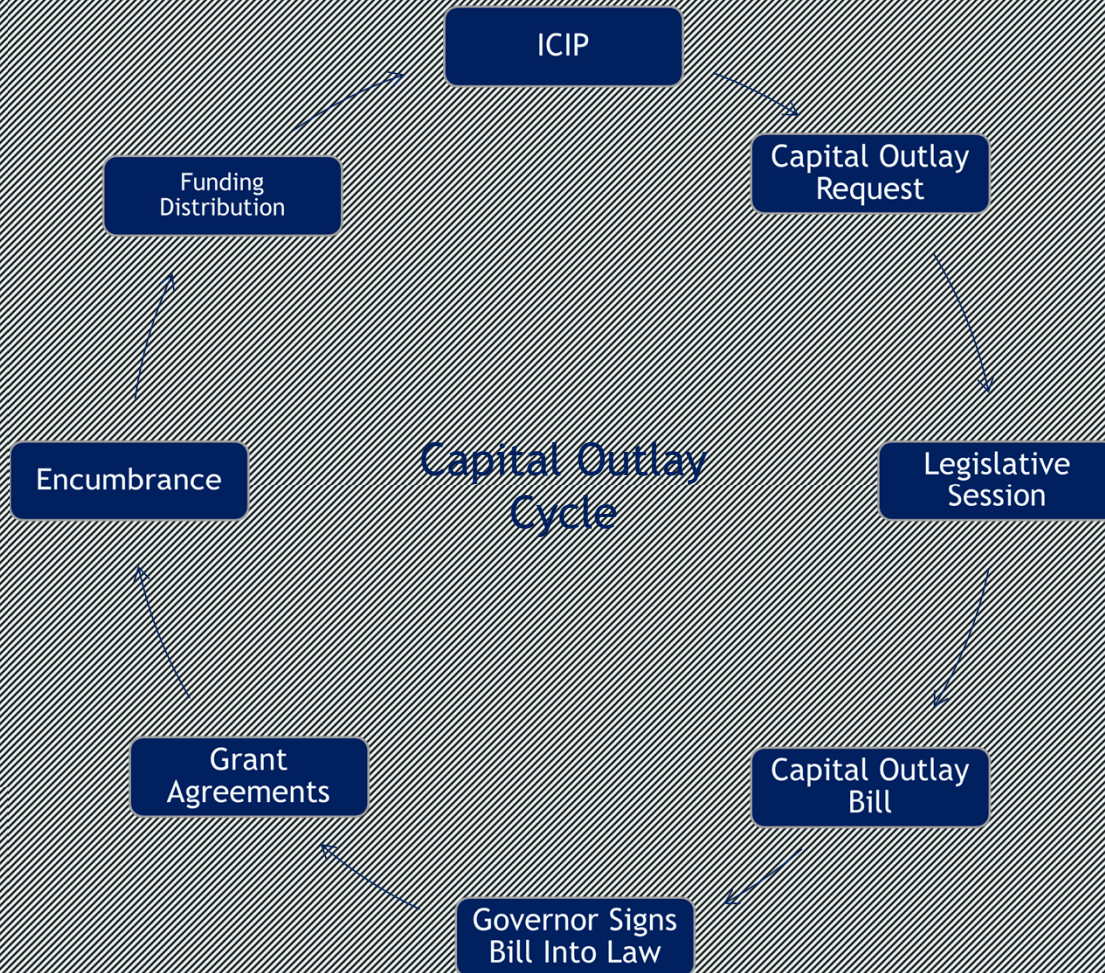 ICIP
Capital Outlay
Request
Legislative
Session
Capital Outlay
Bill
Governor Signs
Bill Into Law
Grant
Agreements
Encumbrance
Funding
Distribution
Capital Outlay
Cycle